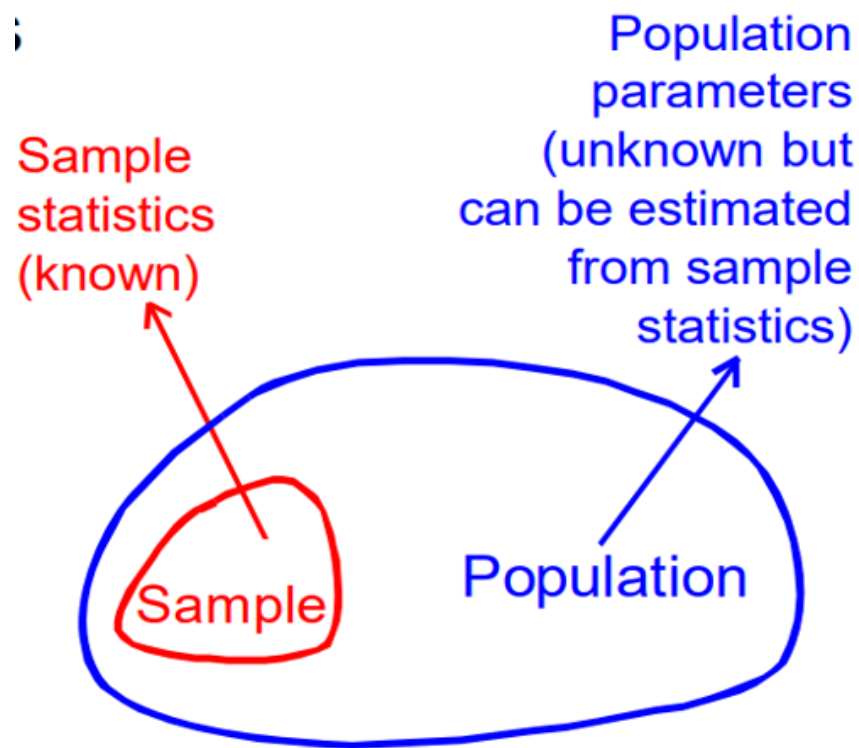 Sample
statistics
(known)
Population
parameters
(unknown but
can be estimated
from sample
statistics)
Sample
Population